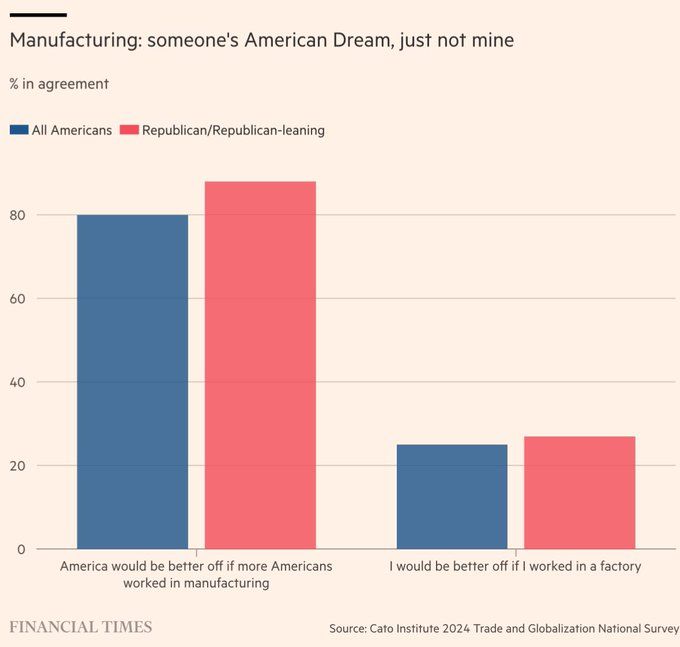 Manufacturing: someone's American Dream, just not mine
% in agreement
All Americans Republican/Republican-leaning
80
60
40
20
0
America would be better off if more Americans
worked in manufacturing
I would be better off if I worked in a factory
FINANCIAL TIMES
Source: Cato Institute 2024 Trade and Globalization National Survey